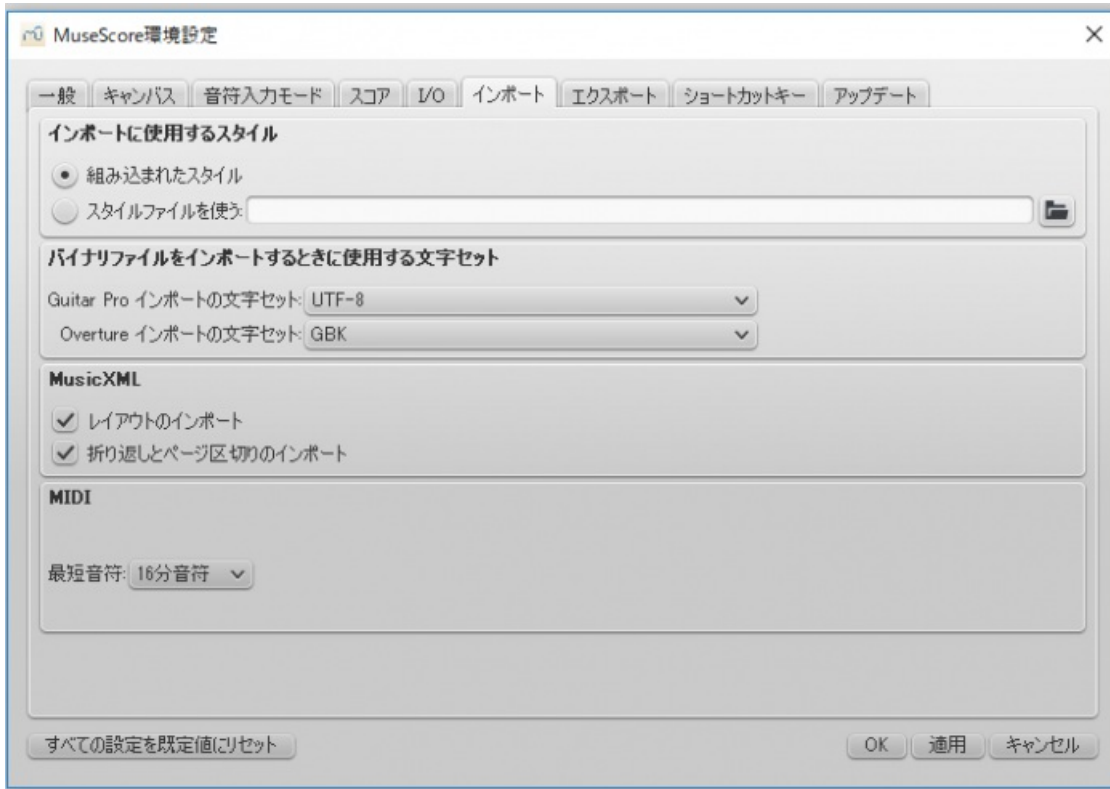 MuseScore環境設定
一般 キャンバス 音符入力モード スコア I/O インポート エクスポート ショートカットキー アップデート
インポートに使用するスタイル
組み込まれたスタイル
スタイルファイルを使う:
バイナリファイルをインポートするときに使用する文字セット
Guitar Pro インポートの文字セット: UTF-8
Overture インポートの文字セット: GBK
MusicXML
レイアウトのインポート
折り返しとページ区切りのインポート
MIDI
最短音符: 16分音符
すべての設定を既定値にリセット OK 適用 キャンセル